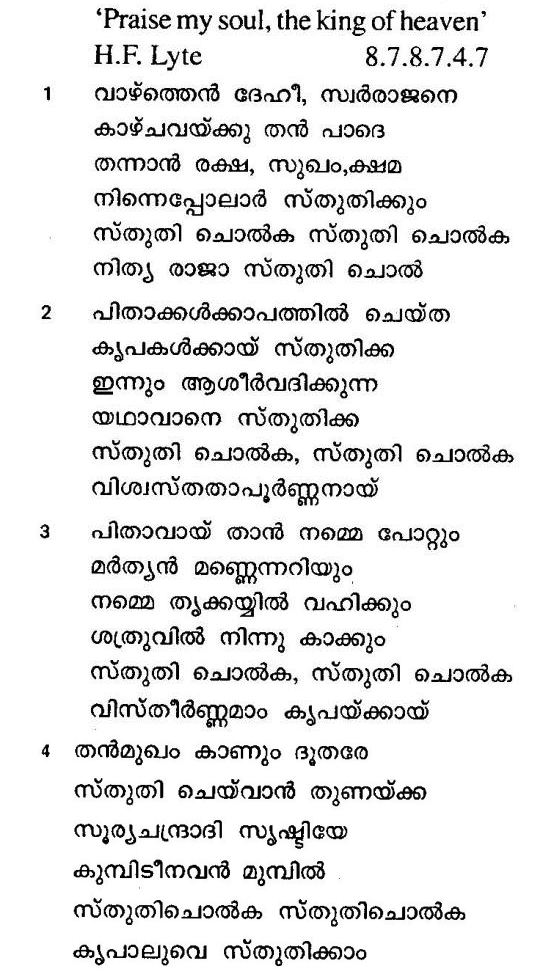 ‘Praise my soul, the king of heaven’
H.F. Lyte 8.7.8.7.4.7
1 വാഴ്ത്തെൻ ദേഹീ, സ്വർരാജനെ
കാഴ്ചവയ്ക്കു തൻ പാദെ
തന്നാൻ രക്ഷ, സുഖം,ക്ഷമ
നിന്നെപ്പോലാർ സ്തുതിക്കും
സ്തുതി ചൊൽക സ്തുതി ചൊൽക
നിത്യ രാജാ സ്തുതി ചൊൽ
2 പിതാക്കൾക്കാപത്തിൽ ചെയ്ത
കൃപകൾക്കായ് സ്തുതിക്ക
ഇന്നും ആശീർവദിക്കുന്ന
യഥാവാനെ സ്തുതിക്ക
സ്തുതി ചൊൽക, സ്തുതി ചൊൽക
വിശ്വസ്തതാപൂർണ്ണനായ്
3 പിതാവായ് താൻ നമ്മെ പോറ്റും
മർത്യൻ മണ്ണെന്നറിയും
നമ്മെ തൃക്കയ്യിൽ വഹിക്കും
ശത്രുവിൽ നിന്നു കാക്കും
സ്തുതി ചൊൽക, സ്തുതി ചൊൽക
വിസ്തീർണ്ണമാം കൃപയ്ക്കായ്
4 തൻമുഖം കാണും ദൂതരേ
സ്തുതി ചെയ്‌വാൻ തുണയ്ക്ക
സൂര്യചന്ദ്രാദി സൃഷ്ടിയേ
കുമ്പിടീനവൻ മുമ്പിൽ
സ്തുതിചൊൽക സ്തുതിചൊൽക
കൃപാലുവെ സ്തുതിക്കാം